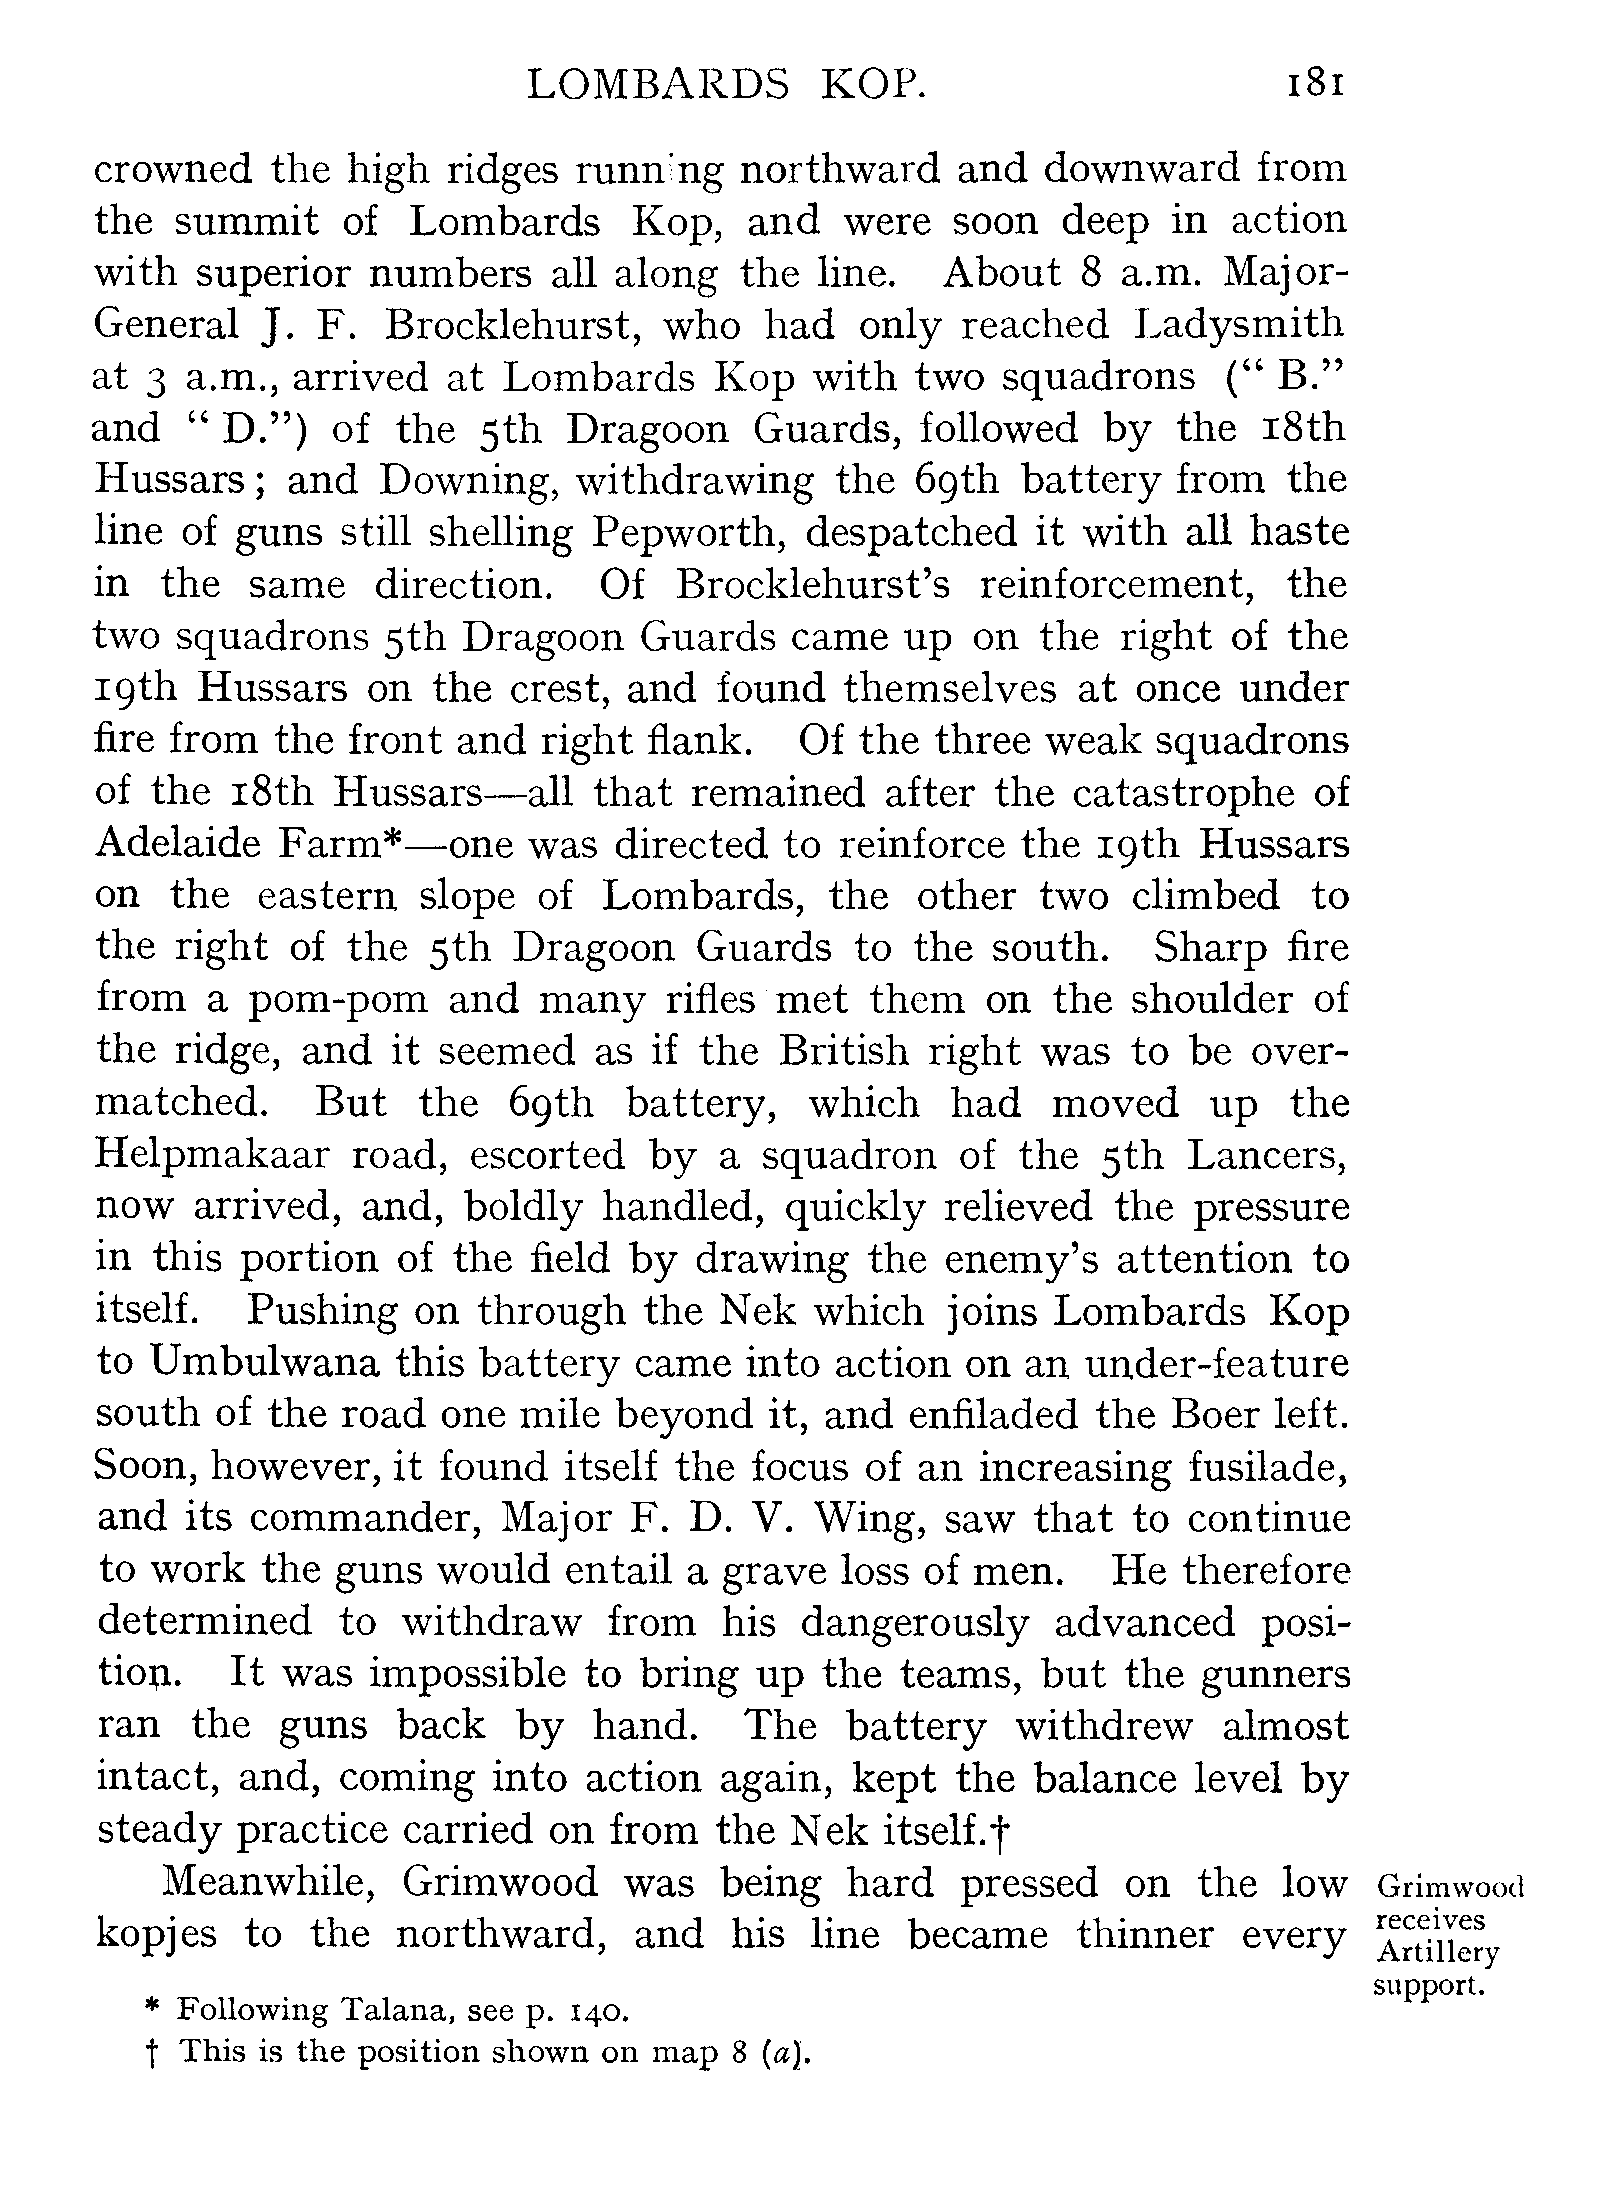 LOMBARDS KOP. 181
crowned the high ridges running northward and downward from
the summit of Lombards Kop, and were soon deep in action
with superior numbers all along the line. About 8 a.m. Major-
General J. F. Brocklehurst, who had only reached Ladysmith
at 3 a.m., arrived at Lombards Kop with two squadrons (“ B.”
and “ D.”) of the 5th Dragoon Guards, followed by the 18th
Hussars; and Downing, withdrawing the 69th battery from the
line of guns still shelling Pepworth, despatched it with all haste
in the same direction. Of Brocklehurst’s reinforcement, the
two squadrons 5th Dragoon Guards came up on the right of the
19th Hussars on the crest, and found themselves at once under
fire from the front and right flank. Of the three weak squadrons
of the 18th Hussars—all that remained after the catastrophe of
Adelaide Farm*—one was directed to reinforce the 19th Hussars
on the eastern slope of Lombards, the other two climbed to
the right of the 5th Dragoon Guards to the south. Sharp fire
from a pom-pom and many rifles met them on the shoulder of
the ridge, and it seemed as if the British right was to be over-
matched. But the 69th battery, which had moved up the
Helpmakaar road, escorted by a squadron of the 5th Lancers,
now arrived, and, boldly handled, quickly relieved the pressure
in this portion of the field by drawing the enemy’s attention to
itself. Pushing on through the Nek which joins Lombards Kop
to Umbulwana this battery came into action on an under-feature
south of the road one mile beyond it, and enfiladed the Boer left.
Soon, however, it found itself the focus of an increasing fusilade,
and its commander, Major F. D. V. Wing, saw that to continue
to work the guns would entail a grave loss of men. He therefore
determined to withdraw from his dangerously advanced posi-
tion. It was impossible to bring up the teams, but the gunners
ran the guns back by hand. The battery withdrew almost
intact, and, coming into action again, kept the balance level by
steady practice carried on from the Nek itself.†
Meanwhile, Grimwood was being hard pressed on the low
kopjes to the northward, and his line became thinner every
Grimwood
receives
Artillery
support.
* Following Talana, see p. 140.
† This is the position shown on map 8 (a).